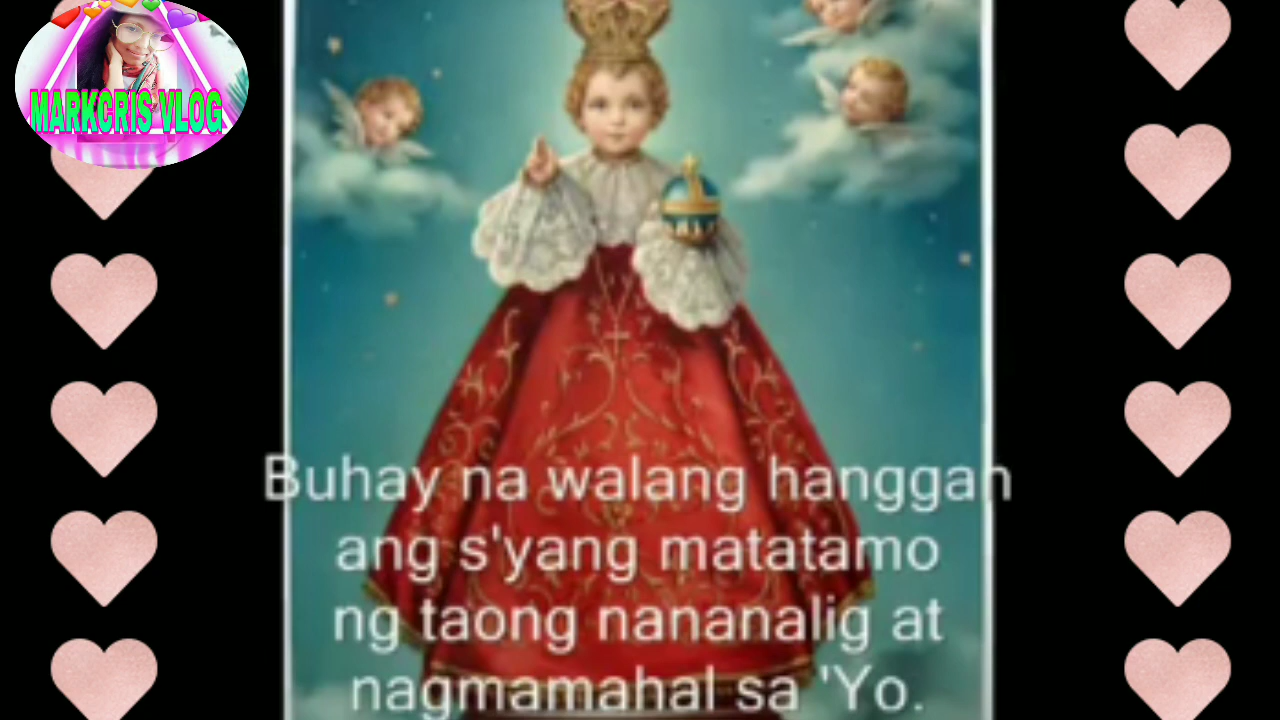 MARKCRIS VLOG
Buhay na walang hanggan
ang s'yang matatamo
ng taong nananalig at
nagmamahal sa 'Yo.